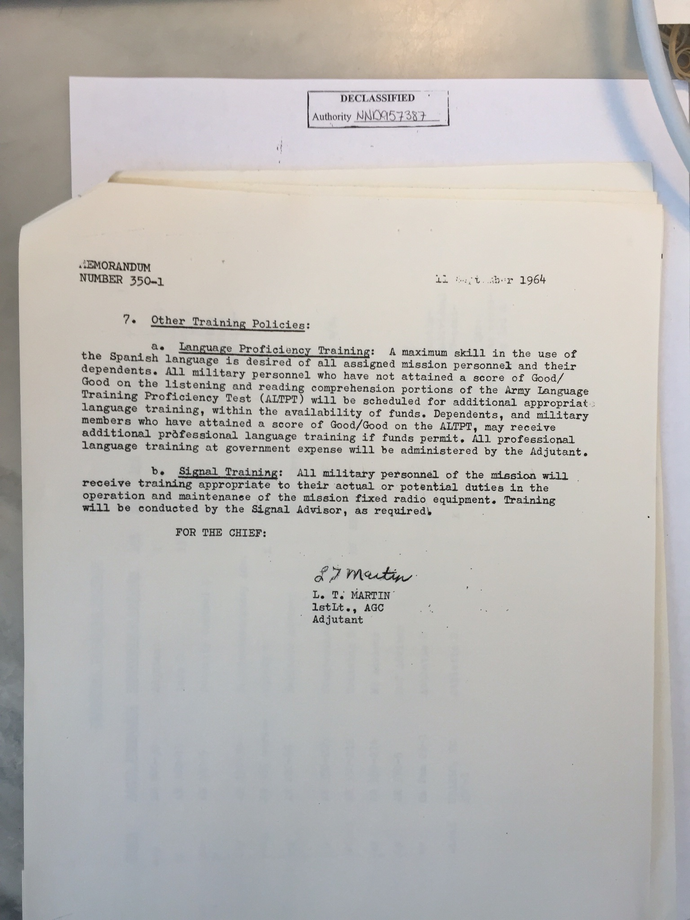 DECLASSIFIED
Authority NND957387
MEMORANDUM
NUMBER 350-1
11 September 1964
7. Other Training Policies:
a. Language Proficiency Training: A maximum skill in the use of
the Spanish language is desired of all assigned mission personnel and their
dependents. All military personnel who have not attained a score of Good/
Good on the listening and reading comprehension portions of the Army Language
Training Proficiency Test (ALTPT) will be scheduled for additional appropriate
language training, within the availability of funds. Dependents, and military
members who have attained a score of Good/Good on the ALTPT, may receive
additional professional language training if funds permit. All professional
language training at government expense will be administered by the Adjutant.
b. Signal Training: All military personnel of the mission will
receive training appropriate to their actual or potential duties in the
operation and maintenance of the mission fixed radio equipment. Training
will be conducted by the Signal Advisor, as required.
FOR THE CHIEF:
L T Martin
L. T. MARTIN
1stLt., AGC
Adjutant